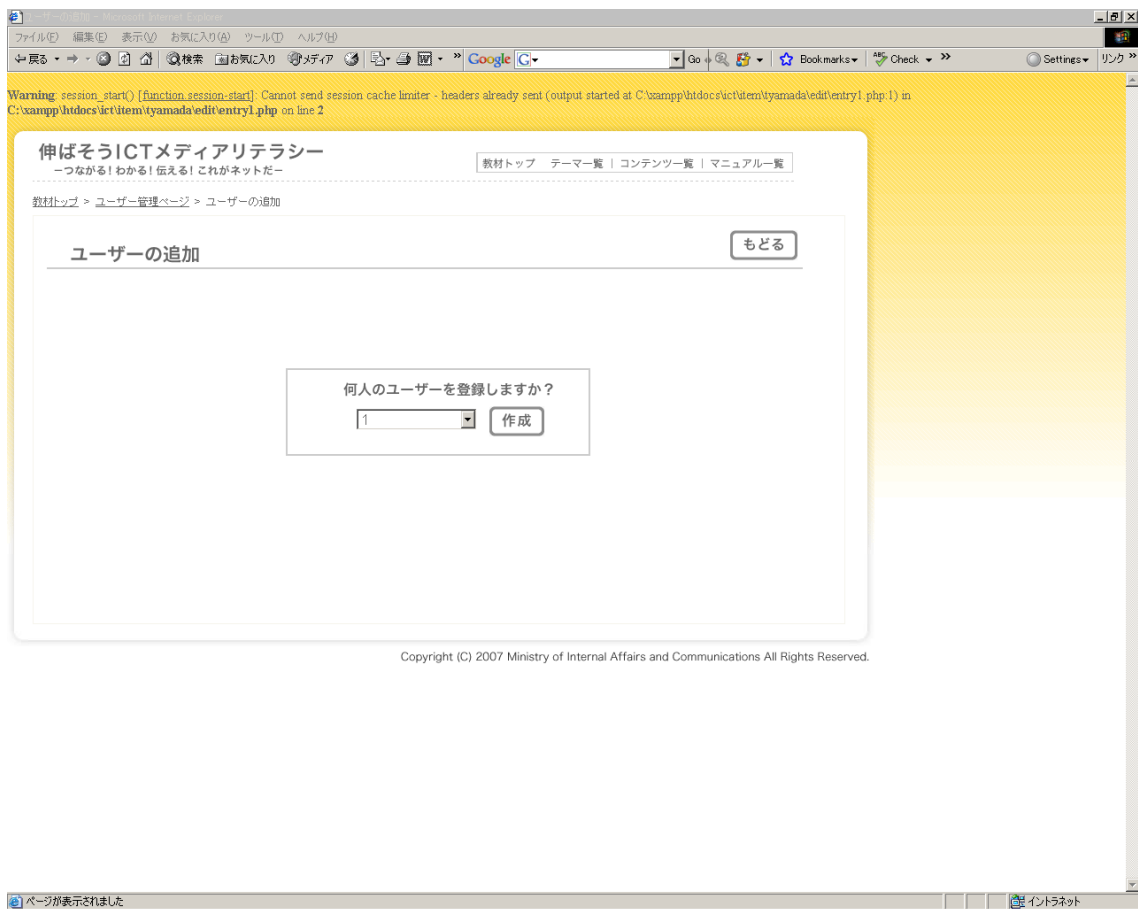 ユーザーの追加 - Microsoft Internet Explorer
ファイル(F) 編集(E) 表示(V) お気に入り(A) ツール(T) ヘルプ(H)
戻る 検索 お気に入り メディア » Google G Go Bookmarks ABC Check » Settings リンク »
Warning: session_start() [function.session-start]: Cannot send session cache limiter - headers already sent (output started at C:\xampp\htdocs\ict\item\tyamada\edit\entry1.php:1) in
C:\xampp\htdocs\ict\item\tyamada\edit\entry1.php on line 2
伸ばそうICTメディアリテラシー
−つながる！わかる！伝える！これがネットだ−
教材トップ テーマ一覧 | コンテンツ一覧 | マニュアル一覧
教材トップ > ユーザー管理ページ > ユーザーの追加
ユーザーの追加
もどる
何人のユーザーを登録しますか？
1 作成
Copyright (C) 2007 Ministry of Internal Affairs and Communications All Rights Reserved.
ページが表示されました イントラネット